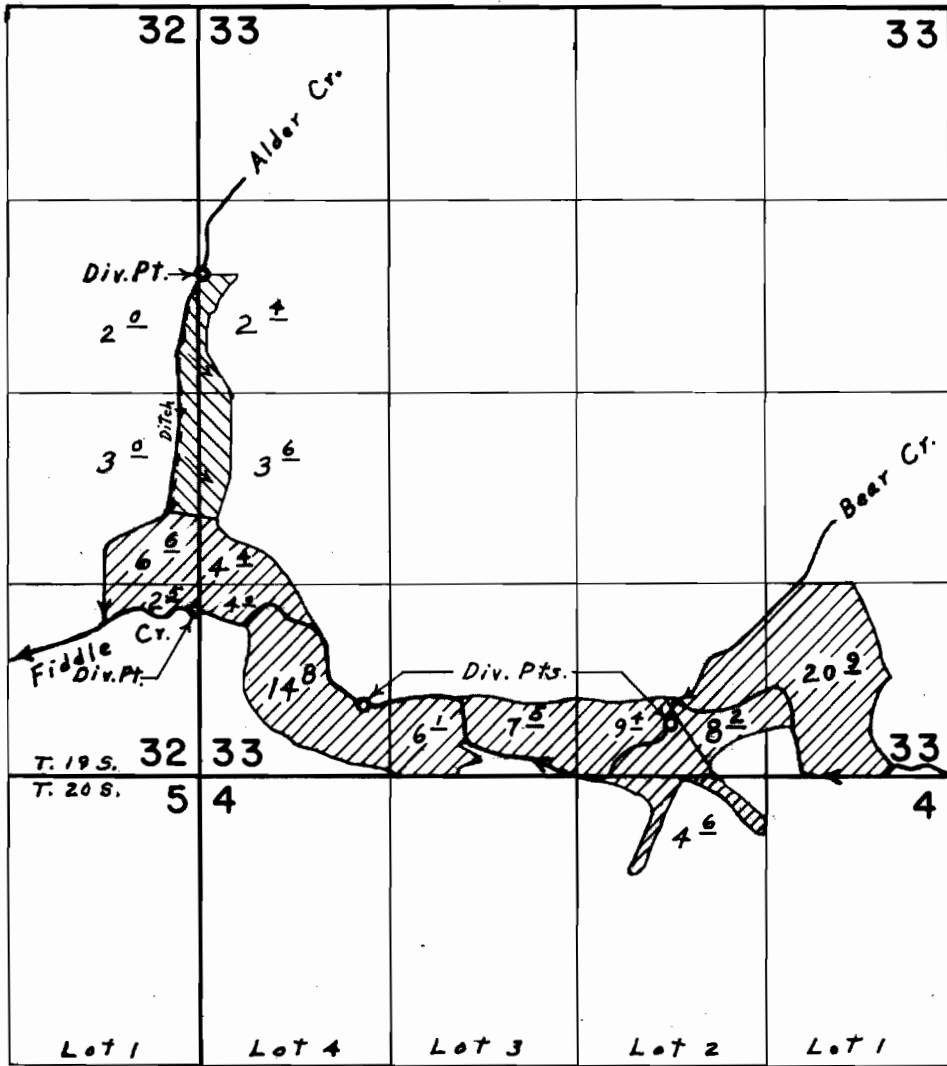 32 33 33
Alder Cr.
Div.Pt.
2 0 2 4
Ditch
3 0 3 6
Bear Cr.
6 6 4 4
2 4 4 2
Fiddle Cr.
Div.Pt.
Div. Pts.
14 8
20 9
6 1 7 5 9 4 8 2
T. 19 S. 32 33 33
T. 20 S. 5 4 4
4 6
Lot 1 Lot 4 Lot 3 Lot 2 Lot 1